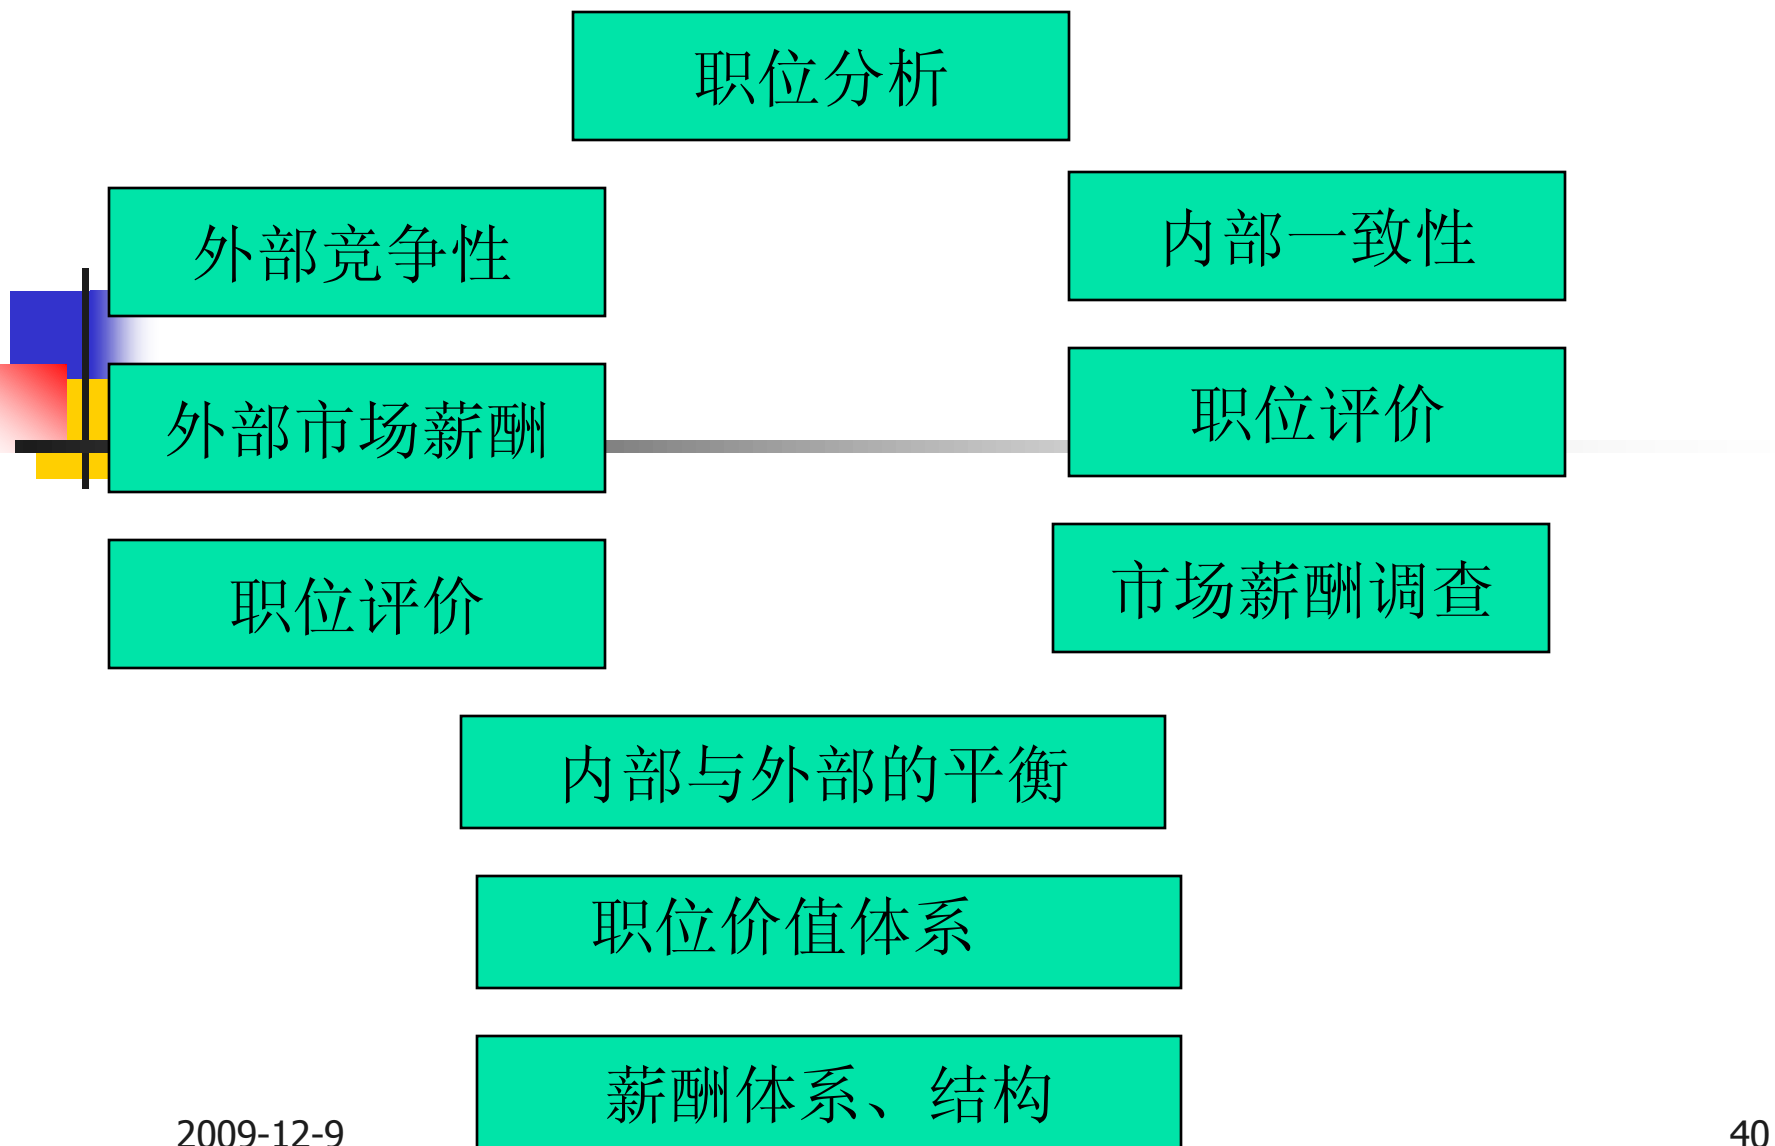 职位分析
外部竞争性
内部一致性
外部市场薪酬
职位评价
职位评价
市场薪酬调查
内部与外部的平衡
职位价值体系
薪酬体系、结构
2009-12-9
40